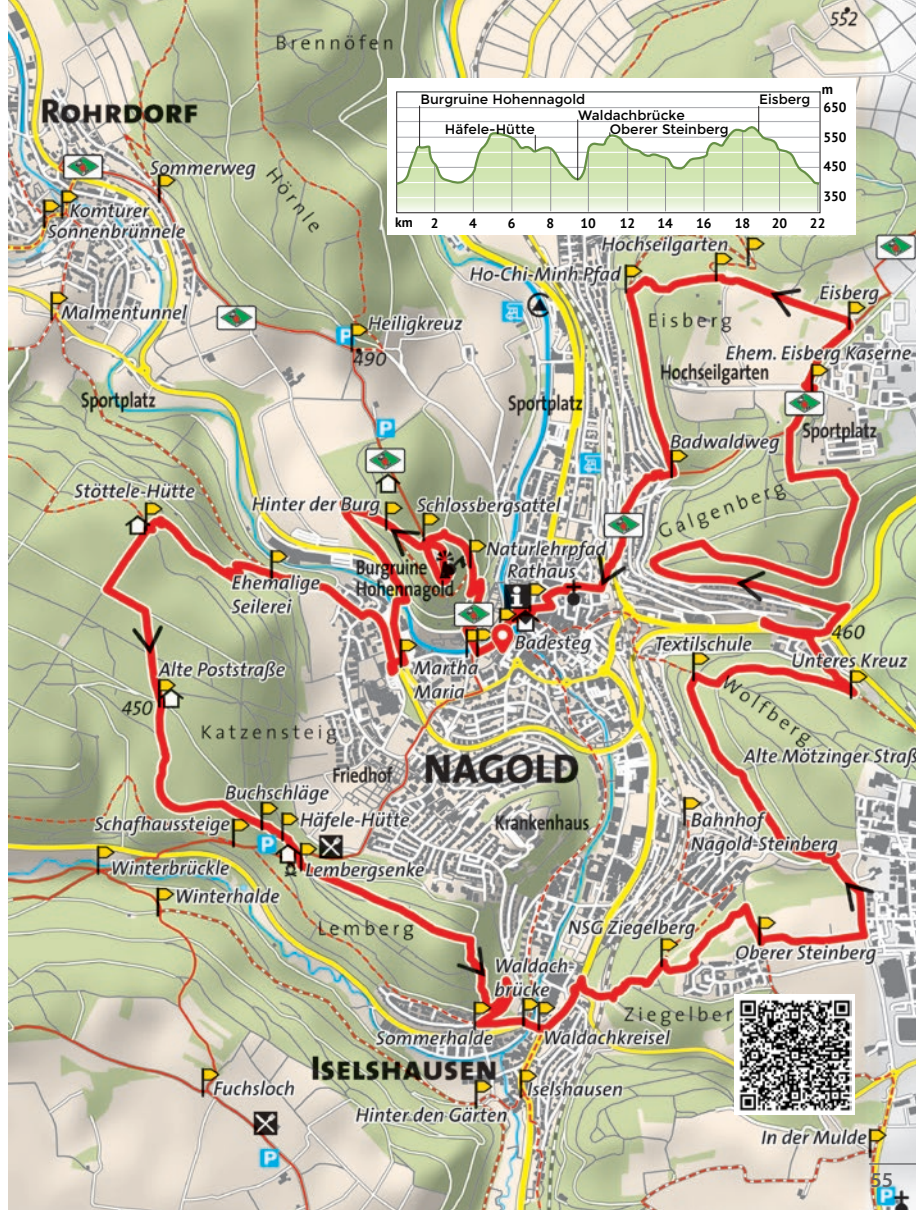 552
Brennöfen
ROHRDORF
m
Burgruine Hohennagold
Eisberg
650
Waldachbrücke
Häfele-Hütte
Oberer Steinberg
550
450
350
km
2
4
6
8
10
12
14
16
18
20
22
Sommerweg
Hörnle
Komturer
Sonnenbrünnele
Hochseilgarten
Ho-Chi-Minh Pfad
Malmentunnel
P
Heiligkreuz
490
Eisberg
Eisberg
Ehem. Eisberg Kaserne
Hochseilgarten
Sportplatz
Sportplatz
Sportplatz
P
Badwaldweg
Stöttele-Hütte
Hinter der Burg
Schlossbergsattel
Galgenberg
Naturlehrpfad
Ehemalige
Seilerei
Burgruine
Hohennagold
Rathaus
i
Badesteg
460
Textilschule
Unteres Kreuz
Martha
Maria
Alte Poststraße
450
Wolfberg
Katzensteig
Alte Mötzinger Straß
NAGOLD
Friedhof
Buchschläge
Häfele-Hütte
Schafhaussteige
P
Krankenhaus
Bahnhof
Nagold-Steinberg
Winterbrückle
Lembergsenke
Winterhalde
Lemberg
NSG Ziegelberg
Oberer Steinberg
Waldach-
brücke
Ziegelber
Sommerhalde
Waldachkreisel
ISELSHAUSEN
Fuchsloch
Iselshausen
Hinter den Gärten
In der Mulde
P
55
P